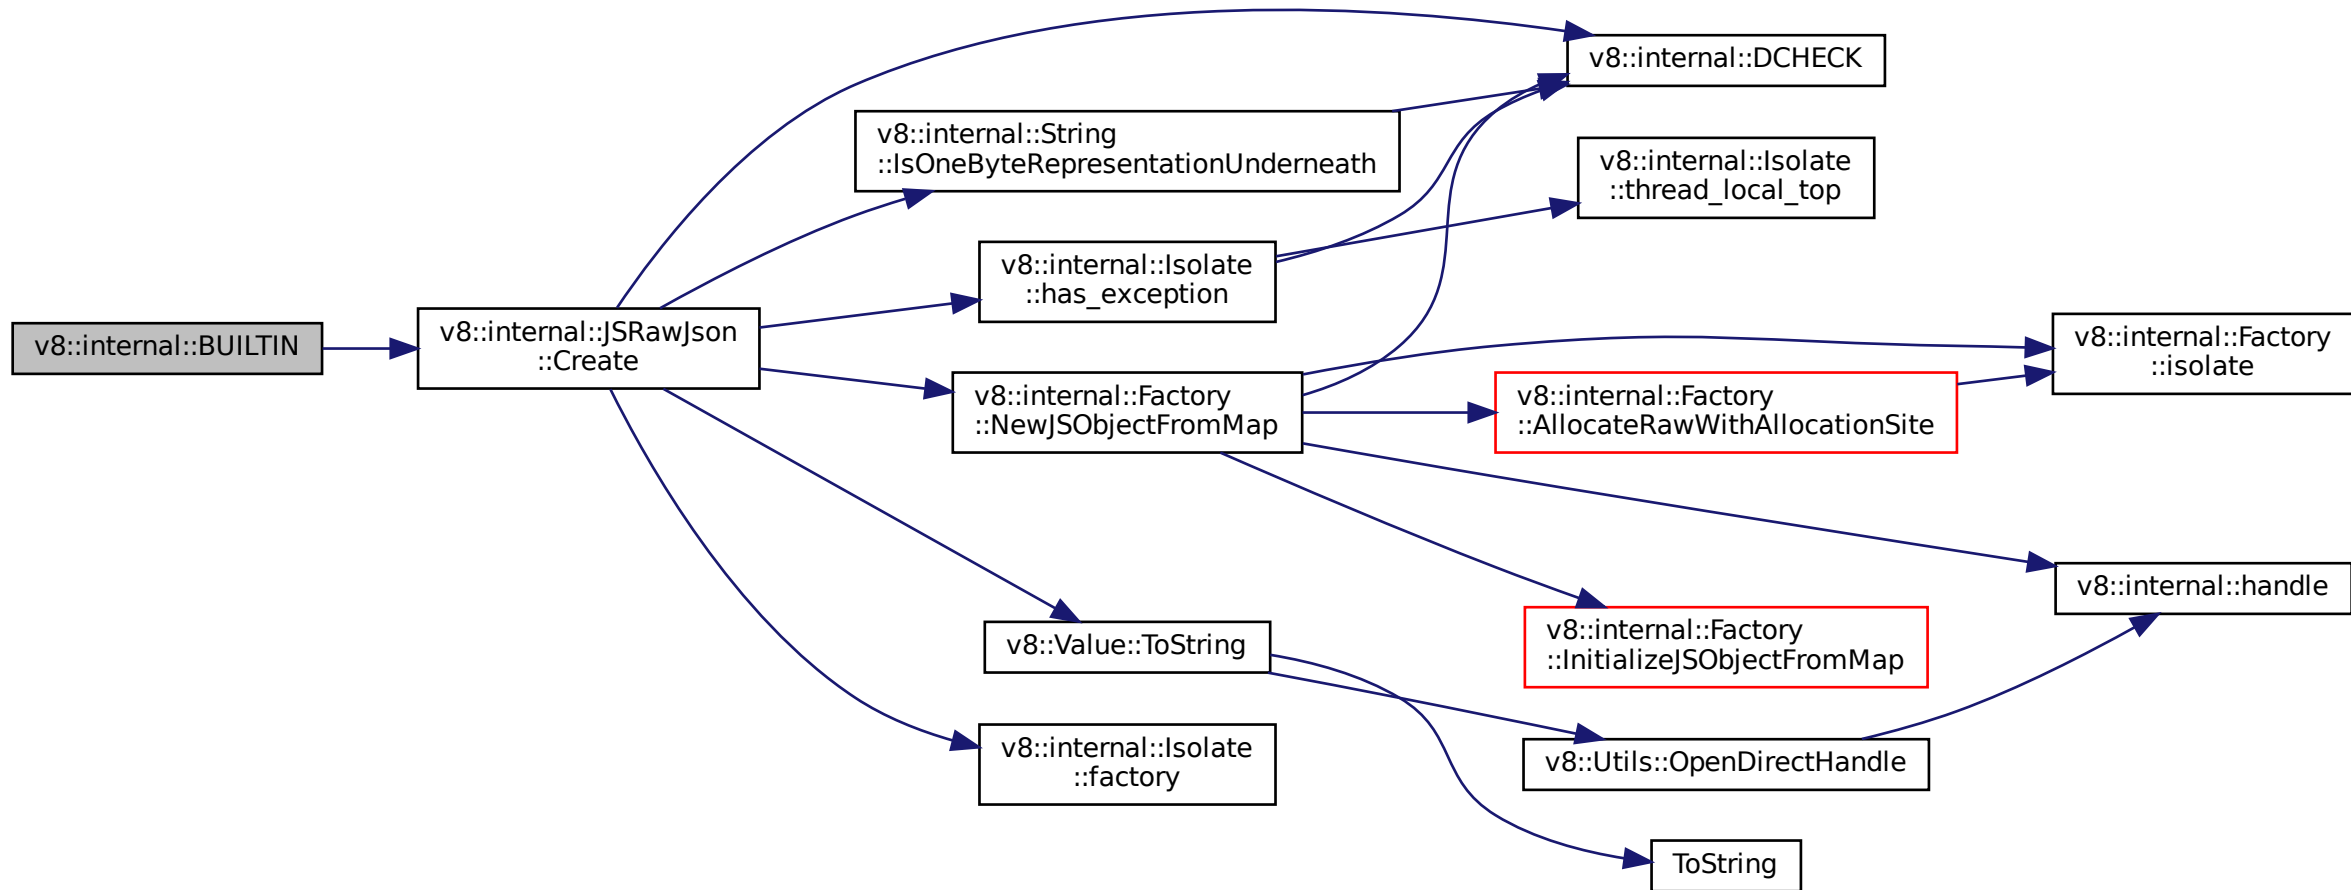 v8::internal::BUILTIN
v8::internal::JSRawJson
::Create
v8::internal::DCHECK
v8::internal::String
::IsOneByteRepresentationUnderneath
v8::internal::Isolate
::has_exception
v8::internal::Isolate
::thread_local_top
v8::internal::Factory
::NewJSObjectFromMap
v8::internal::Factory
::isolate
v8::internal::Factory
::AllocateRawWithAllocationSite
v8::internal::handle
v8::internal::Factory
::InitializeJSObjectFromMap
v8::Value::ToString
v8::Utils::OpenDirectHandle
ToString
v8::internal::Isolate
::factory